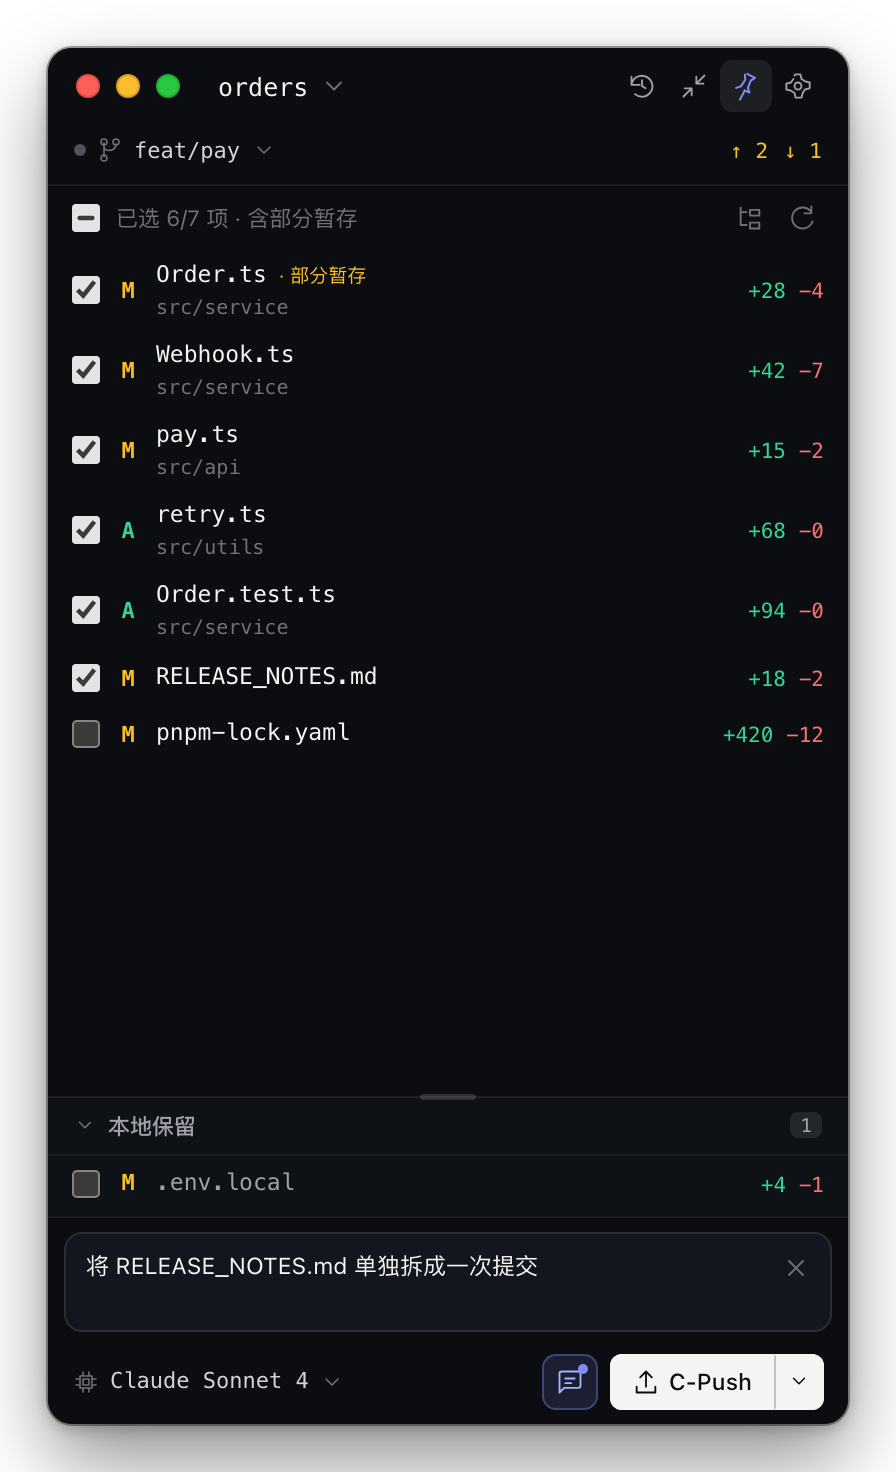 orders
feat/pay ↑ 2 ↓ 1
已选 6/7 项 · 含部分暂存
M Order.ts · 部分暂存 +28 −4
src/service
M Webhook.ts +42 −7
src/service
M pay.ts +15 −2
src/api
A retry.ts +68 −0
src/utils
A Order.test.ts +94 −0
src/service
M RELEASE_NOTES.md +18 −2
M pnpm-lock.yaml +420 −12
本地保留 1
M .env.local +4 −1
将 RELEASE_NOTES.md 单独拆成一次提交
Claude Sonnet 4 C-Push